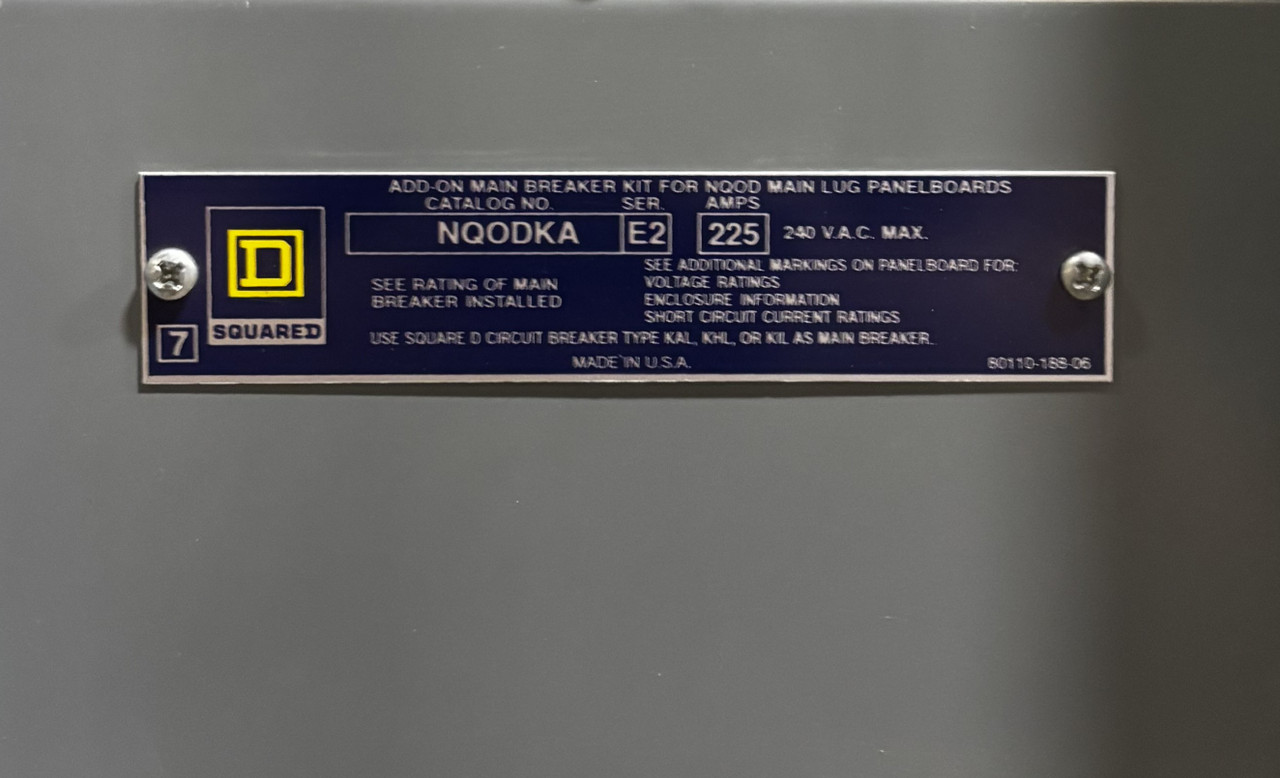 ADD-ON MAIN BREAKER KIT FOR NQOD MAIN LUG PANELBOARDS
CATALOG NO. SER. AMPS
NQODKA E2 225 240 V.A.C. MAX.
D
SQUARE D
7
SEE RATING OF MAIN
BREAKER INSTALLED
SEE ADDITIONAL MARKINGS ON PANELBOARD FOR:
VOLTAGE RATINGS
ENCLOSURE INFORMATION
SHORT CIRCUIT CURRENT RATINGS
USE SQUARE D CIRCUIT BREAKER TYPE KAL, KHL, OR KIL AS MAIN BREAKER.
MADE IN U.S.A.
80110-188-06